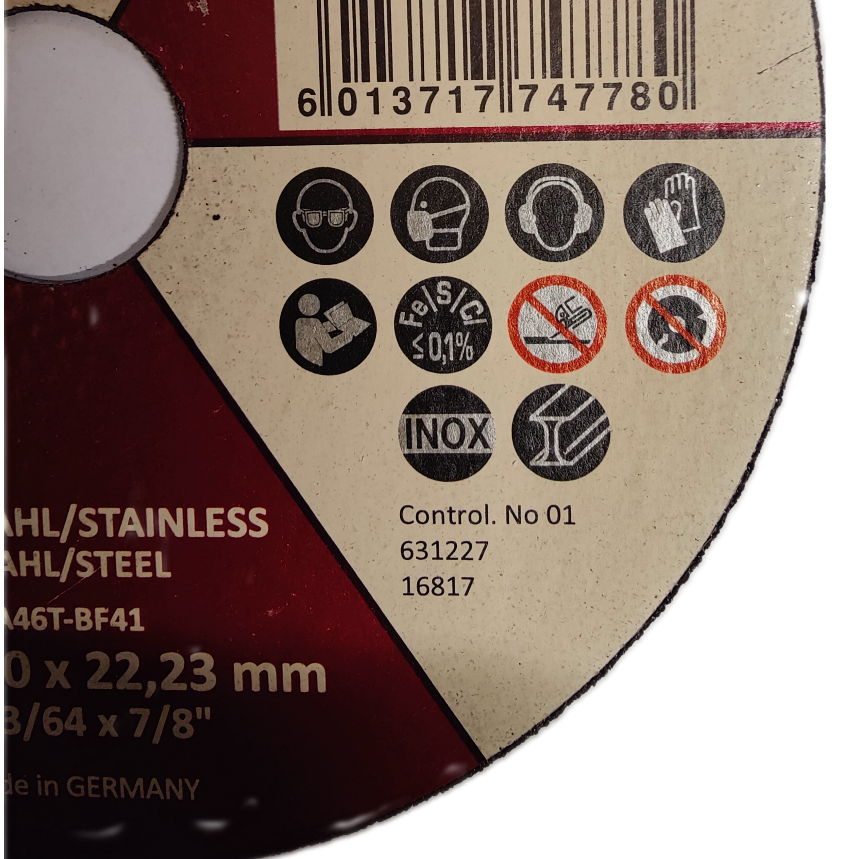 6 013717 747780
Fe/S/Cl
≤ 0,1%
INOX
Control. No 01
631227
16817
AHL/STAINLESS
AHL/STEEL
A46T-BF41
0 x 22,23 mm
3/64 x 7/8"
de in GERMANY